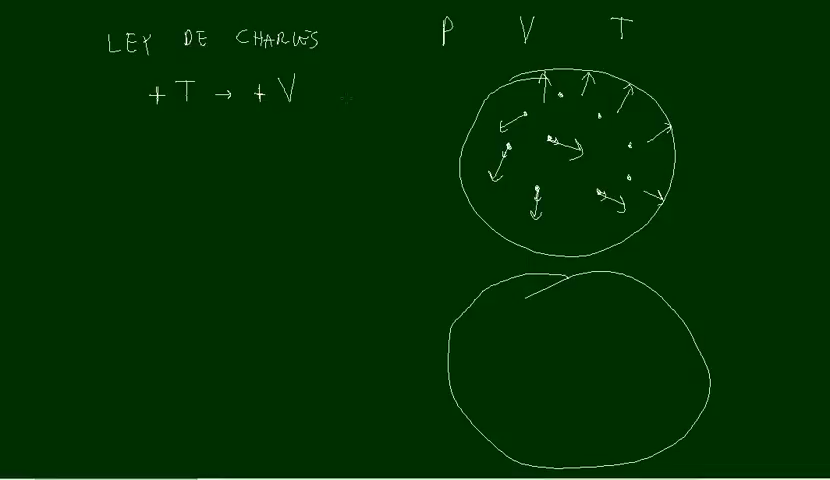 LEY DE CHARLES
+ T → + V
P V T